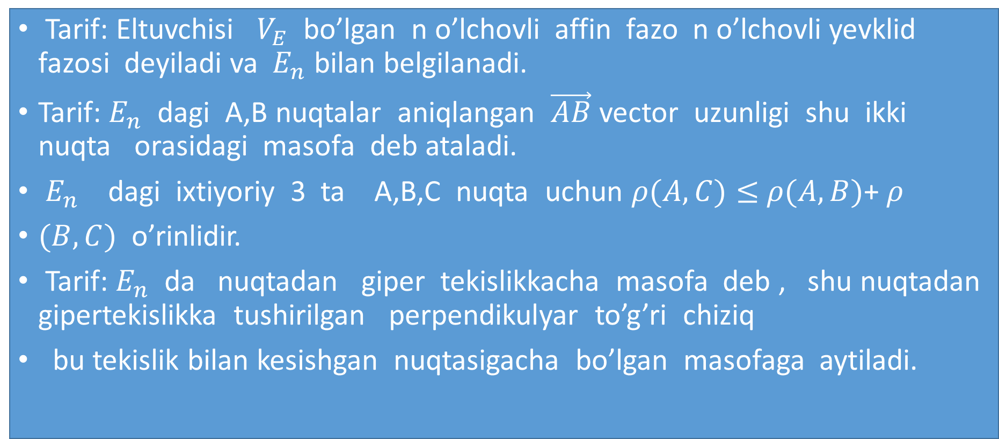 • Tarif: Eltuvchisi $V_E$ bo’lgan n o’lchovli affin fazo n o’lchovli yevklid
fazosi deyiladi va $E_n$ bilan belgilanadi.
• Tarif: $E_n$ dagi A,B nuqtalar aniqlangan $\overrightarrow{AB}$ vector uzunligi shu ikki
nuqta orasidagi masofa deb ataladi.
• $E_n$ dagi ixtiyoriy 3 ta A,B,C nuqta uchun $\rho(A, C) \leq \rho(A, B)$+ $\rho$
• $(B, C)$ o’rinlidir.
• Tarif: $E_n$ da nuqtadan giper tekislikkacha masofa deb , shu nuqtadan
gipertekislikka tushirilgan perpendikulyar to’g’ri chiziq
• bu tekislik bilan kesishgan nuqtasigacha bo’lgan masofaga aytiladi.